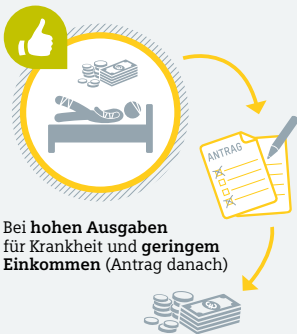 ANTRAG
Bei hohen Ausgaben
für Krankheit und geringem
Einkommen (Antrag danach)